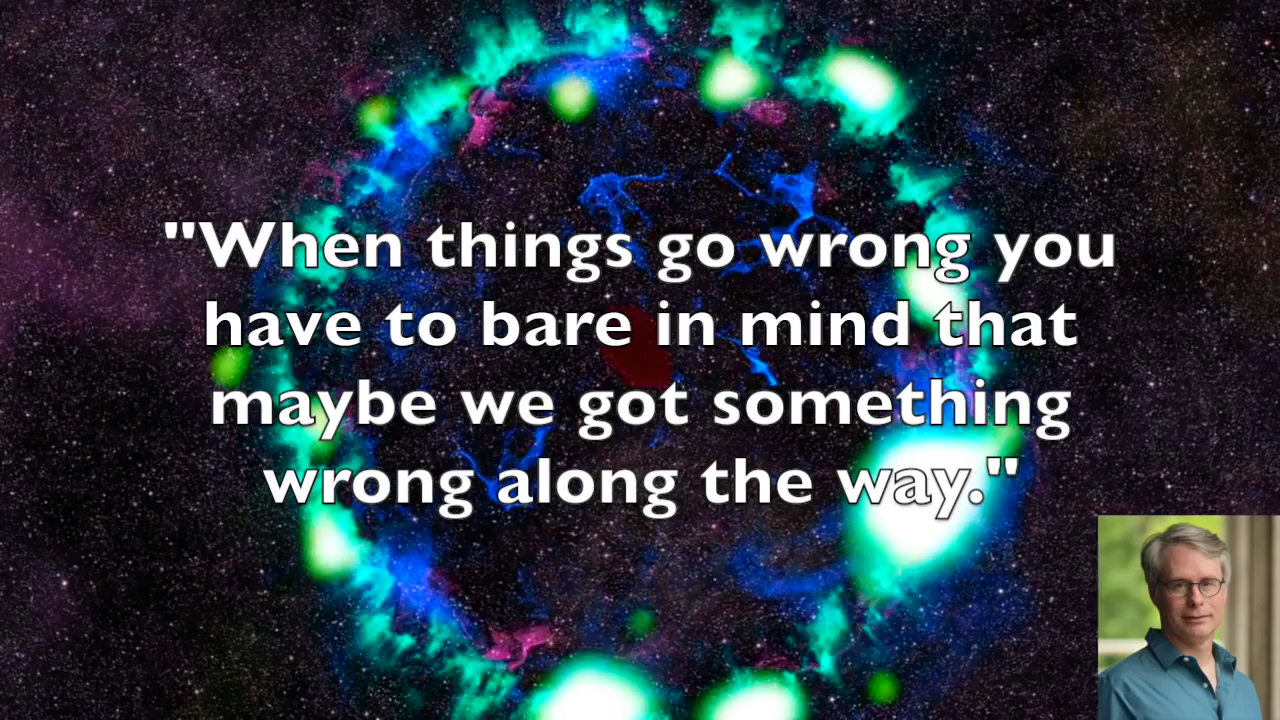 "When things go wrong you
have to bare in mind that
maybe we got something
wrong along the way."